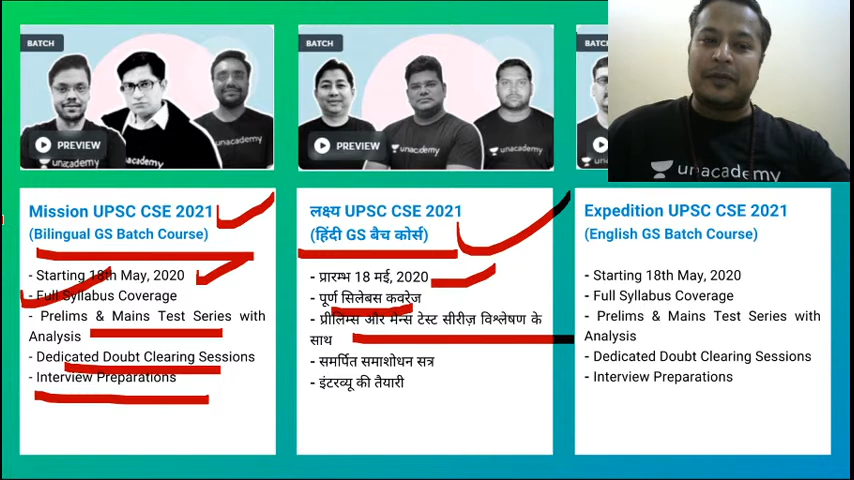 BATCH
BATCH
BATCH
unacademy
unacademy
PREVIEW
unacademy
PREVIEW
unacademy
unacademy
unacademy
Mission UPSC CSE 2021
(Bilingual GS Batch Course)
- Starting 18th May, 2020
- Full Syllabus Coverage
- Prelims & Mains Test Series with
Analysis
- Dedicated Doubt Clearing Sessions
- Interview Preparations
लक्ष्य UPSC CSE 2021
(हिंदी GS बैच कोर्स)
- प्रारम्भ 18 मई, 2020
- पूर्ण सिलेबस कवरेज
- प्रीलिम्स और मेन्स टेस्ट सीरीज़ विश्लेषण के
साथ
- समर्पित समाशोधन सत्र
- इंटरव्यू की तैयारी
Expedition UPSC CSE 2021
(English GS Batch Course)
- Starting 18th May, 2020
- Full Syllabus Coverage
- Prelims & Mains Test Series with
Analysis
- Dedicated Doubt Clearing Sessions
- Interview Preparations